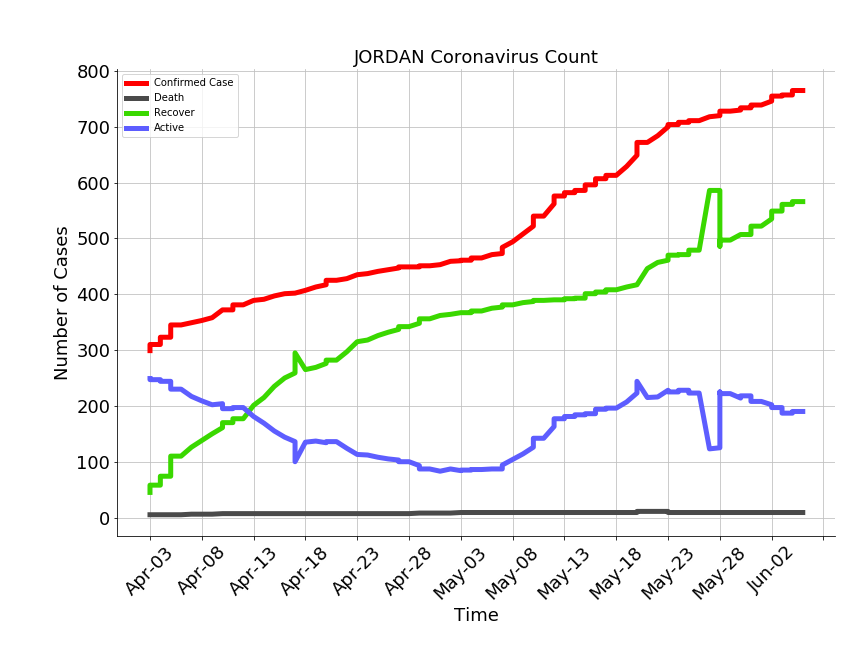 JORDAN Coronavirus Count
Confirmed Case
Death
Recover
Active
Number of Cases
800
700
600
500
400
300
200
100
0
Apr-03
Apr-08
Apr-13
Apr-18
Apr-23
Apr-28
May-03
May-08
May-13
May-18
May-23
May-28
Jun-02
Time